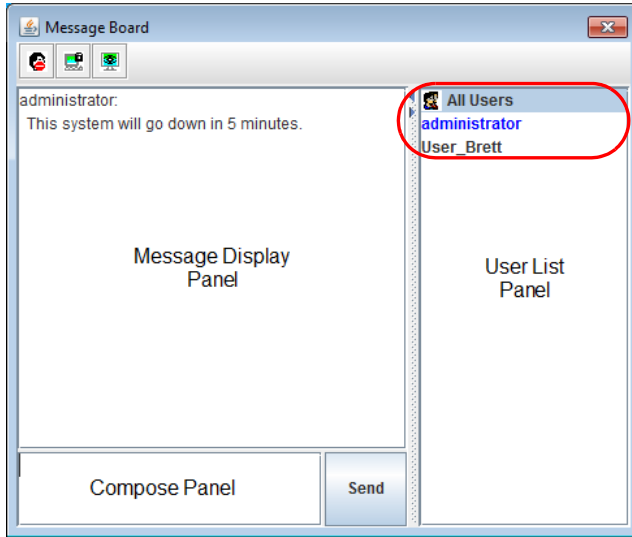 Message Board
administrator:
This system will go down in 5 minutes.
Message Display
Panel
All Users
administrator
User_Brett
User List
Panel
Compose Panel
Send